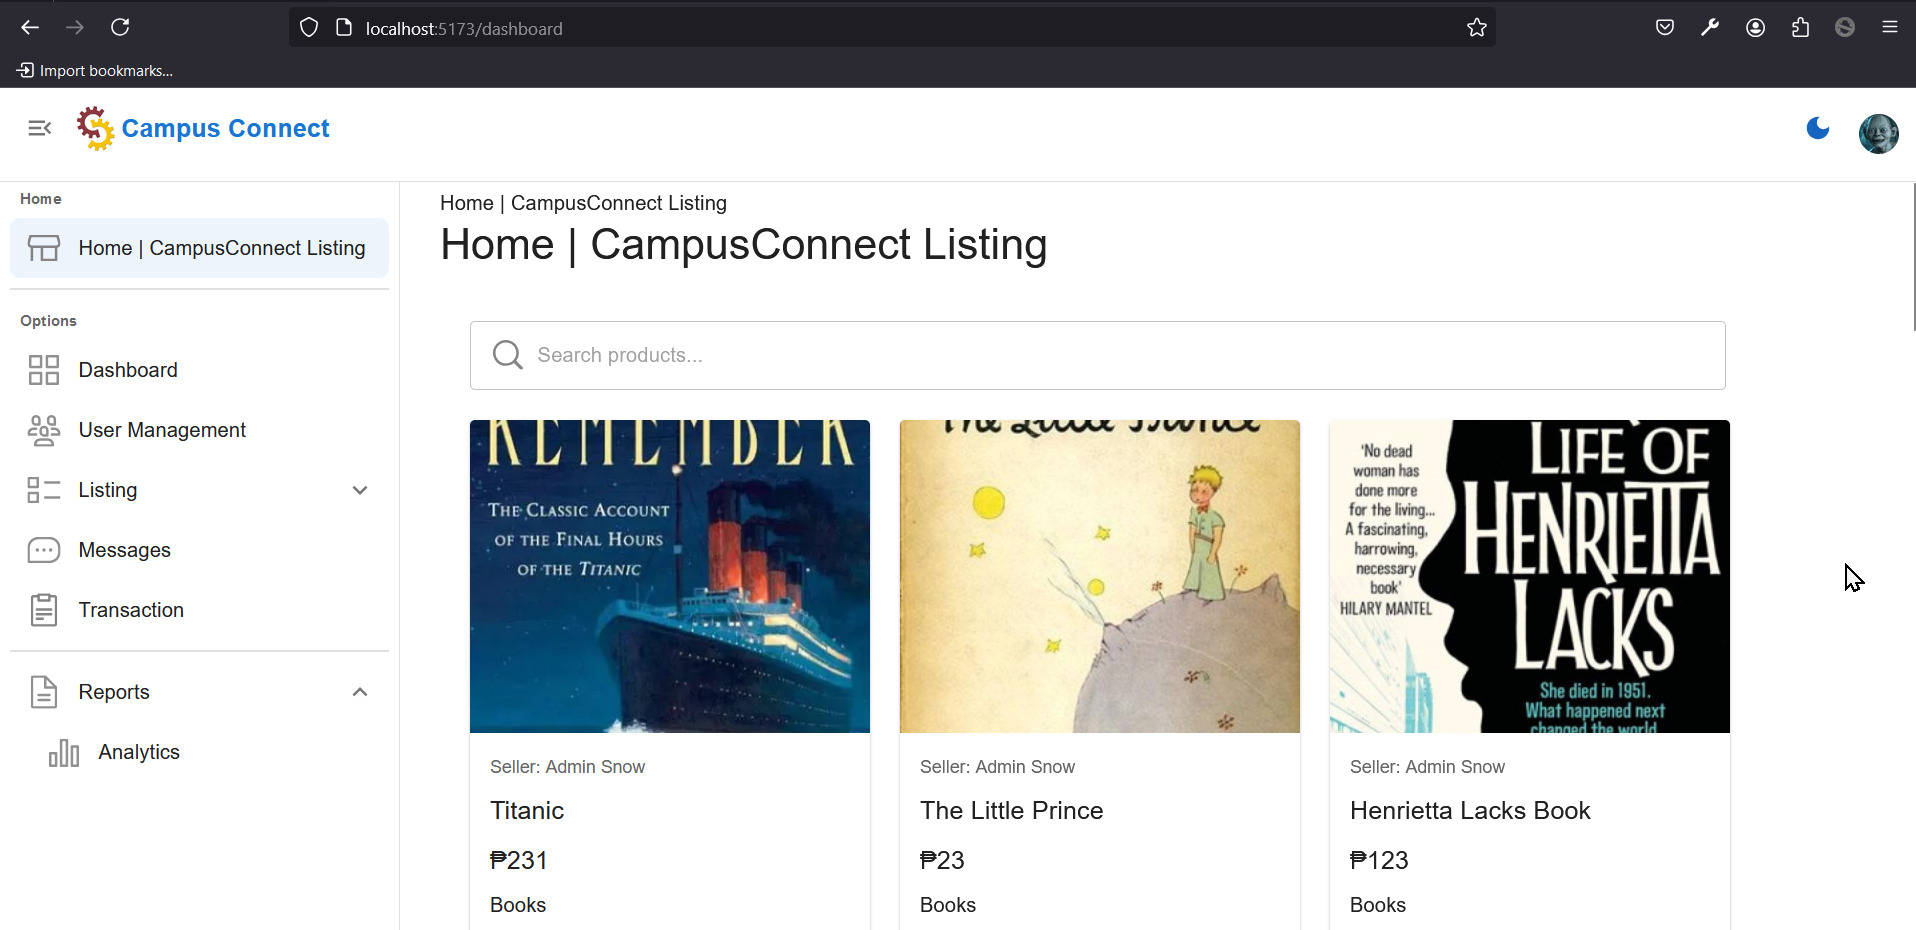 localhost:5173/dashboard
Import bookmarks...
Campus Connect
Home
Home | CampusConnect Listing
Options
Dashboard
User Management
Listing
Messages
Transaction
Reports
Analytics
Home | CampusConnect Listing
Home | CampusConnect Listing
Search products...
REMEMBER
THE CLASSIC ACCOUNT
OF THE FINAL HOURS
OF THE TITANIC
Seller: Admin Snow
Titanic
₱231
Books
The Little Prince
Seller: Admin Snow
The Little Prince
₱23
Books
'No dead
woman has
done more
for the living...
A fascinating,
harrowing,
necessary
book'
HILARY MANTEL
LIFE OF
HENRIETTA
LACKS
She died in 1951.
What happened next
changed the world.
Seller: Admin Snow
Henrietta Lacks Book
₱123
Books